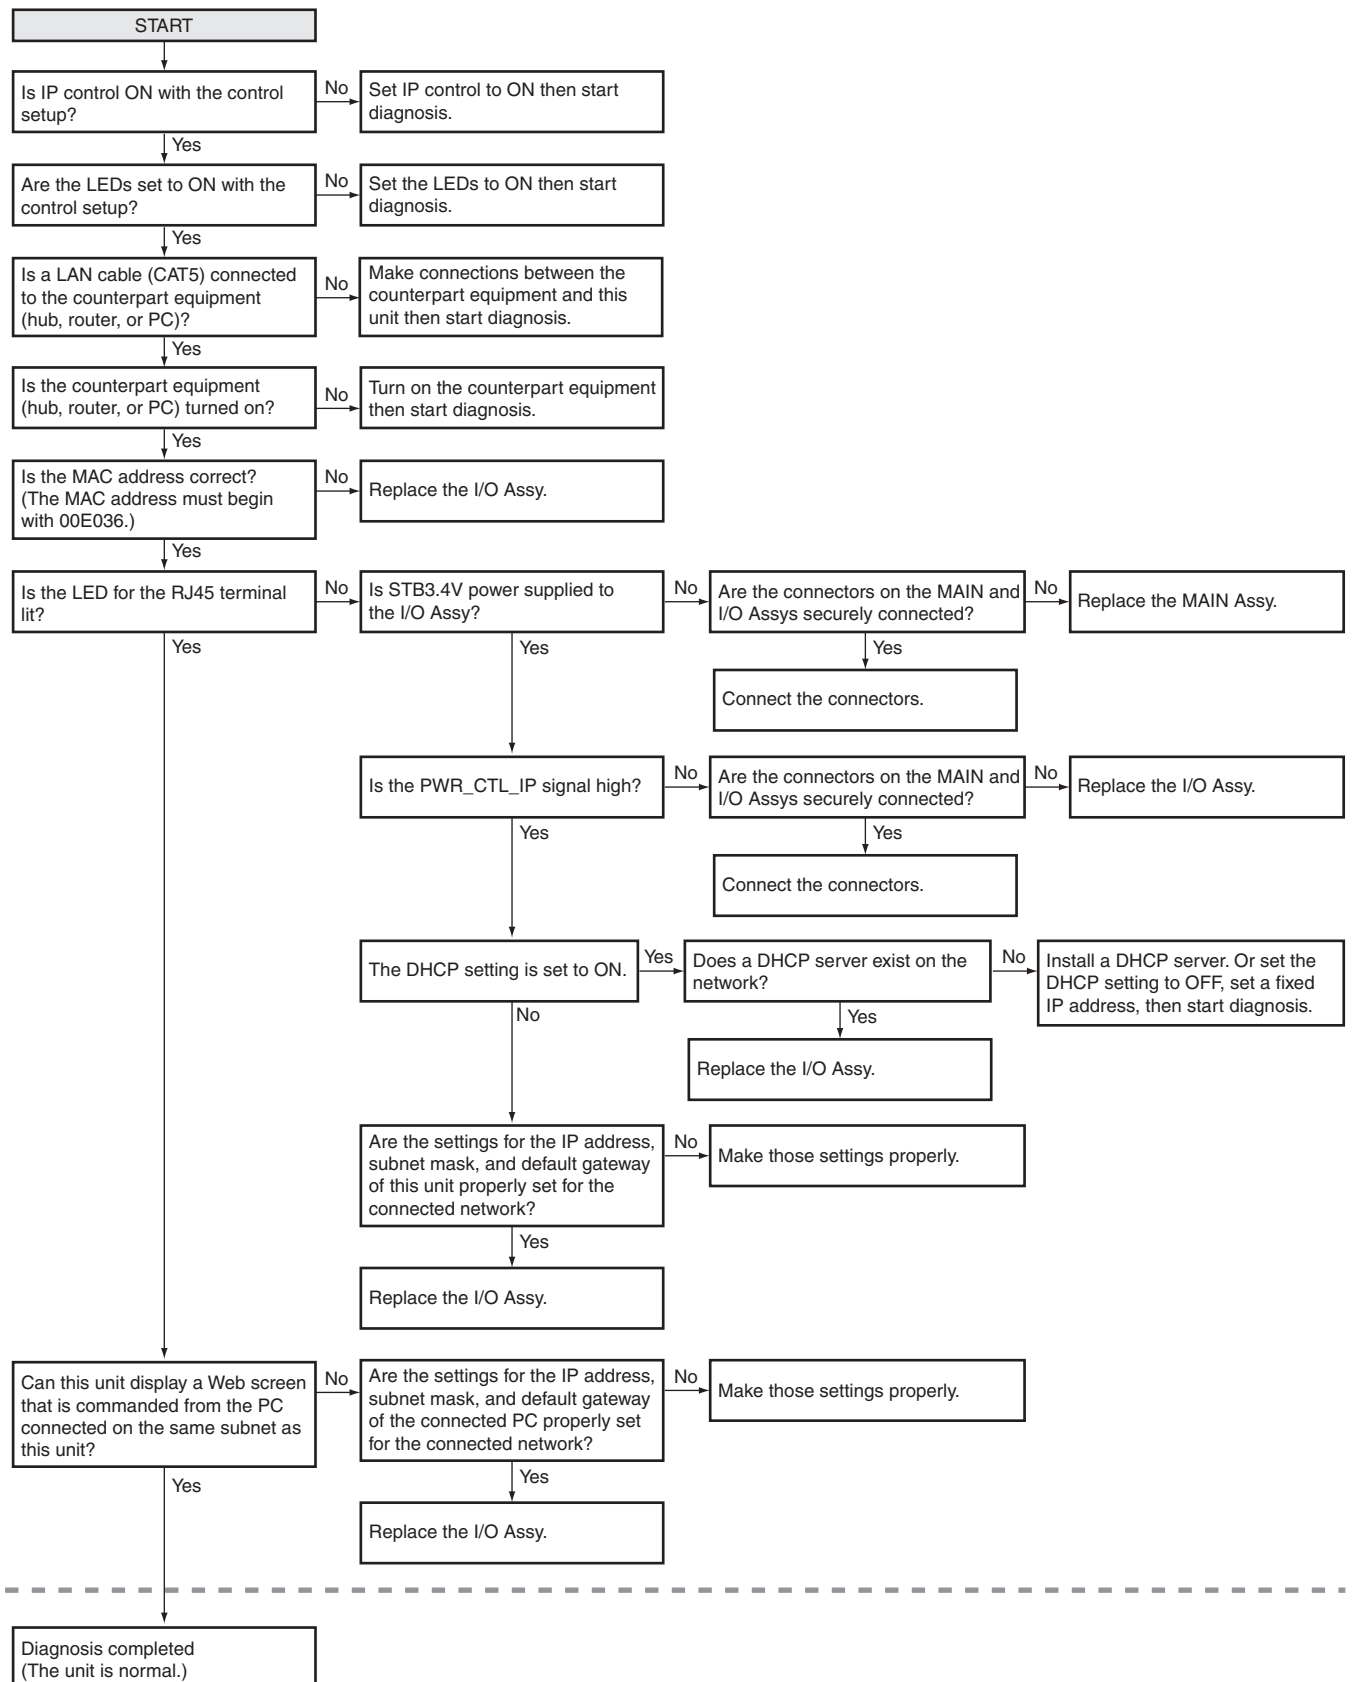 START
Is IP control ON with the control
setup?
No
Set IP control to ON then start
diagnosis.
Yes
Are the LEDs set to ON with the
control setup?
No
Set the LEDs to ON then start
diagnosis.
Yes
Is a LAN cable (CAT5) connected
to the counterpart equipment
(hub, router, or PC)?
No
Make connections between the
counterpart equipment and this
unit then start diagnosis.
Yes
Is the counterpart equipment
(hub, router, or PC) turned on?
No
Turn on the counterpart equipment
then start diagnosis.
Yes
Is the MAC address correct?
(The MAC address must begin
with 00E036.)
No
Replace the I/O Assy.
Yes
Is the LED for the RJ45 terminal
lit?
No
Is STB3.4V power supplied to
the I/O Assy?
No
Are the connectors on the MAIN and
I/O Assys securely connected?
No
Replace the MAIN Assy.
Yes
Yes
Yes
Connect the connectors.
Is the PWR_CTL_IP signal high?
No
Are the connectors on the MAIN and
I/O Assys securely connected?
No
Replace the I/O Assy.
Yes
Yes
Connect the connectors.
The DHCP setting is set to ON.
Yes
Does a DHCP server exist on the
network?
No
Install a DHCP server. Or set the
DHCP setting to OFF, set a fixed
IP address, then start diagnosis.
No
Yes
Replace the I/O Assy.
Are the settings for the IP address,
subnet mask, and default gateway
of this unit properly set for the
connected network?
No
Make those settings properly.
Yes
Replace the I/O Assy.
Can this unit display a Web screen
that is commanded from the PC
connected on the same subnet as
this unit?
No
Are the settings for the IP address,
subnet mask, and default gateway
of the connected PC properly set
for the connected network?
No
Make those settings properly.
Yes
Yes
Replace the I/O Assy.
Diagnosis completed
(The unit is normal.)